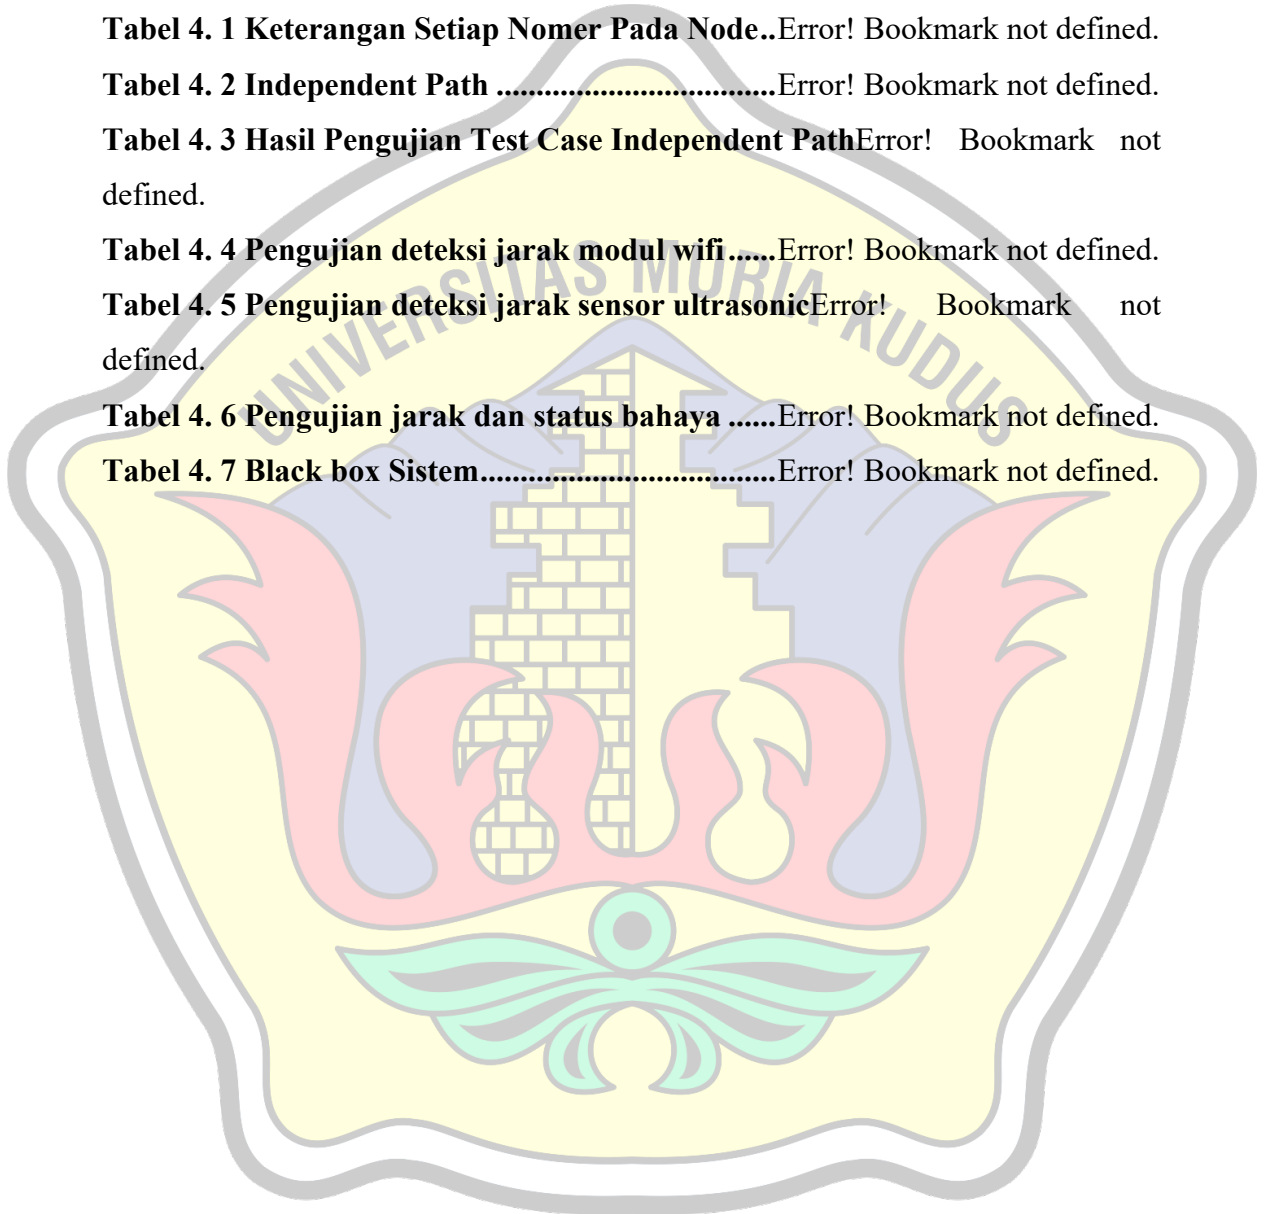 Tabel 4. 1 Keterangan Setiap Nomer Pada Node..Error! Bookmark not defined.
Tabel 4. 2 Independent Path ...................................Error! Bookmark not defined.
Tabel 4. 3 Hasil Pengujian Test Case Independent PathError! Bookmark not
defined.
Tabel 4. 4 Pengujian deteksi jarak modul wifi......Error! Bookmark not defined.
Tabel 4. 5 Pengujian deteksi jarak sensor ultrasonicError! Bookmark not
defined.
Tabel 4. 6 Pengujian jarak dan status bahaya ......Error! Bookmark not defined.
Tabel 4. 7 Black box Sistem.....................................Error! Bookmark not defined.
UNIVERSITAS MURIA KUDUS